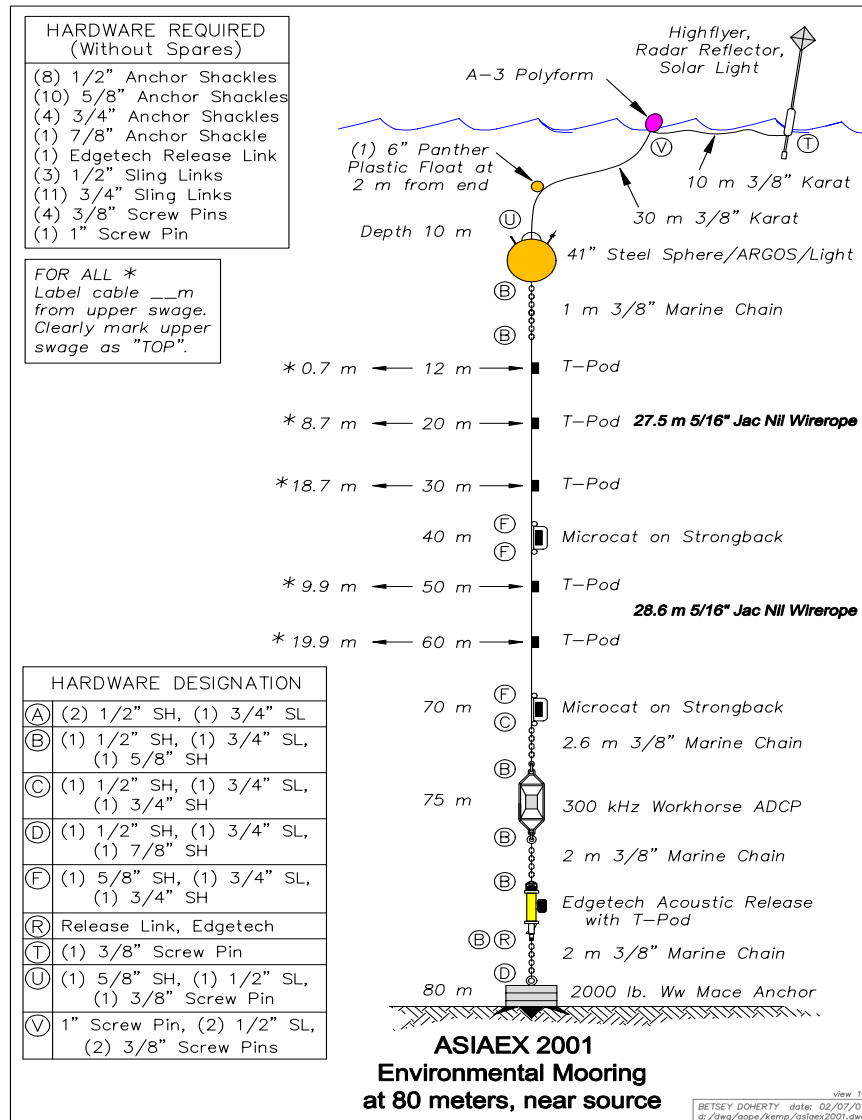 HARDWARE REQUIRED
(Without Spares)
(8) 1/2" Anchor Shackles
(10) 5/8" Anchor Shackles
(4) 3/4" Anchor Shackles
(1) 7/8" Anchor Shackle
(1) Edgetech Release Link
(3) 1/2" Sling Links
(11) 3/4" Sling Links
(4) 3/8" Screw Pins
(1) 1" Screw Pin
FOR ALL *
Label cable __m
from upper swage.
Clearly mark upper
swage as "TOP".
Highflyer,
Radar Reflector,
Solar Light
A-3 Polyform
V
T
(1) 6" Panther
Plastic Float at
2 m from end
10 m 3/8" Karat
30 m 3/8" Karat
U
Depth 10 m
41" Steel Sphere/ARGOS/Light
B
1 m 3/8" Marine Chain
B
* 0.7 m 12 m T-Pod
* 8.7 m 20 m T-Pod 27.5 m 5/16" Jac Nil Wirerope
* 18.7 m 30 m T-Pod
F
40 m Microcat on Strongback
F
* 9.9 m 50 m T-Pod
28.6 m 5/16" Jac Nil Wirerope
* 19.9 m 60 m T-Pod
F
70 m Microcat on Strongback
C
2.6 m 3/8" Marine Chain
B
75 m 300 kHz Workhorse ADCP
B
2 m 3/8" Marine Chain
B
Edgetech Acoustic Release
with T-Pod
B R
2 m 3/8" Marine Chain
D
80 m 2000 lb. Ww Mace Anchor
HARDWARE DESIGNATION
A (2) 1/2" SH, (1) 3/4" SL
B (1) 1/2" SH, (1) 3/4" SL,
(1) 5/8" SH
C (1) 1/2" SH, (1) 3/4" SL,
(1) 3/4" SH
D (1) 1/2" SH, (1) 3/4" SL,
(1) 7/8" SH
F (1) 5/8" SH, (1) 3/4" SL,
(1) 3/4" SH
R Release Link, Edgetech
T (1) 3/8" Screw Pin
U (1) 5/8" SH, (1) 1/2" SL,
(1) 3/8" Screw Pin
V 1" Screw Pin, (2) 1/2" SL,
(2) 3/8" Screw Pins
ASIAEX 2001
Environmental Mooring
at 80 meters, near source
view 1
BETSEY DOHERTY date: 02/07/0
d:/dwg/gope/kemp/asiaex2001.dwg